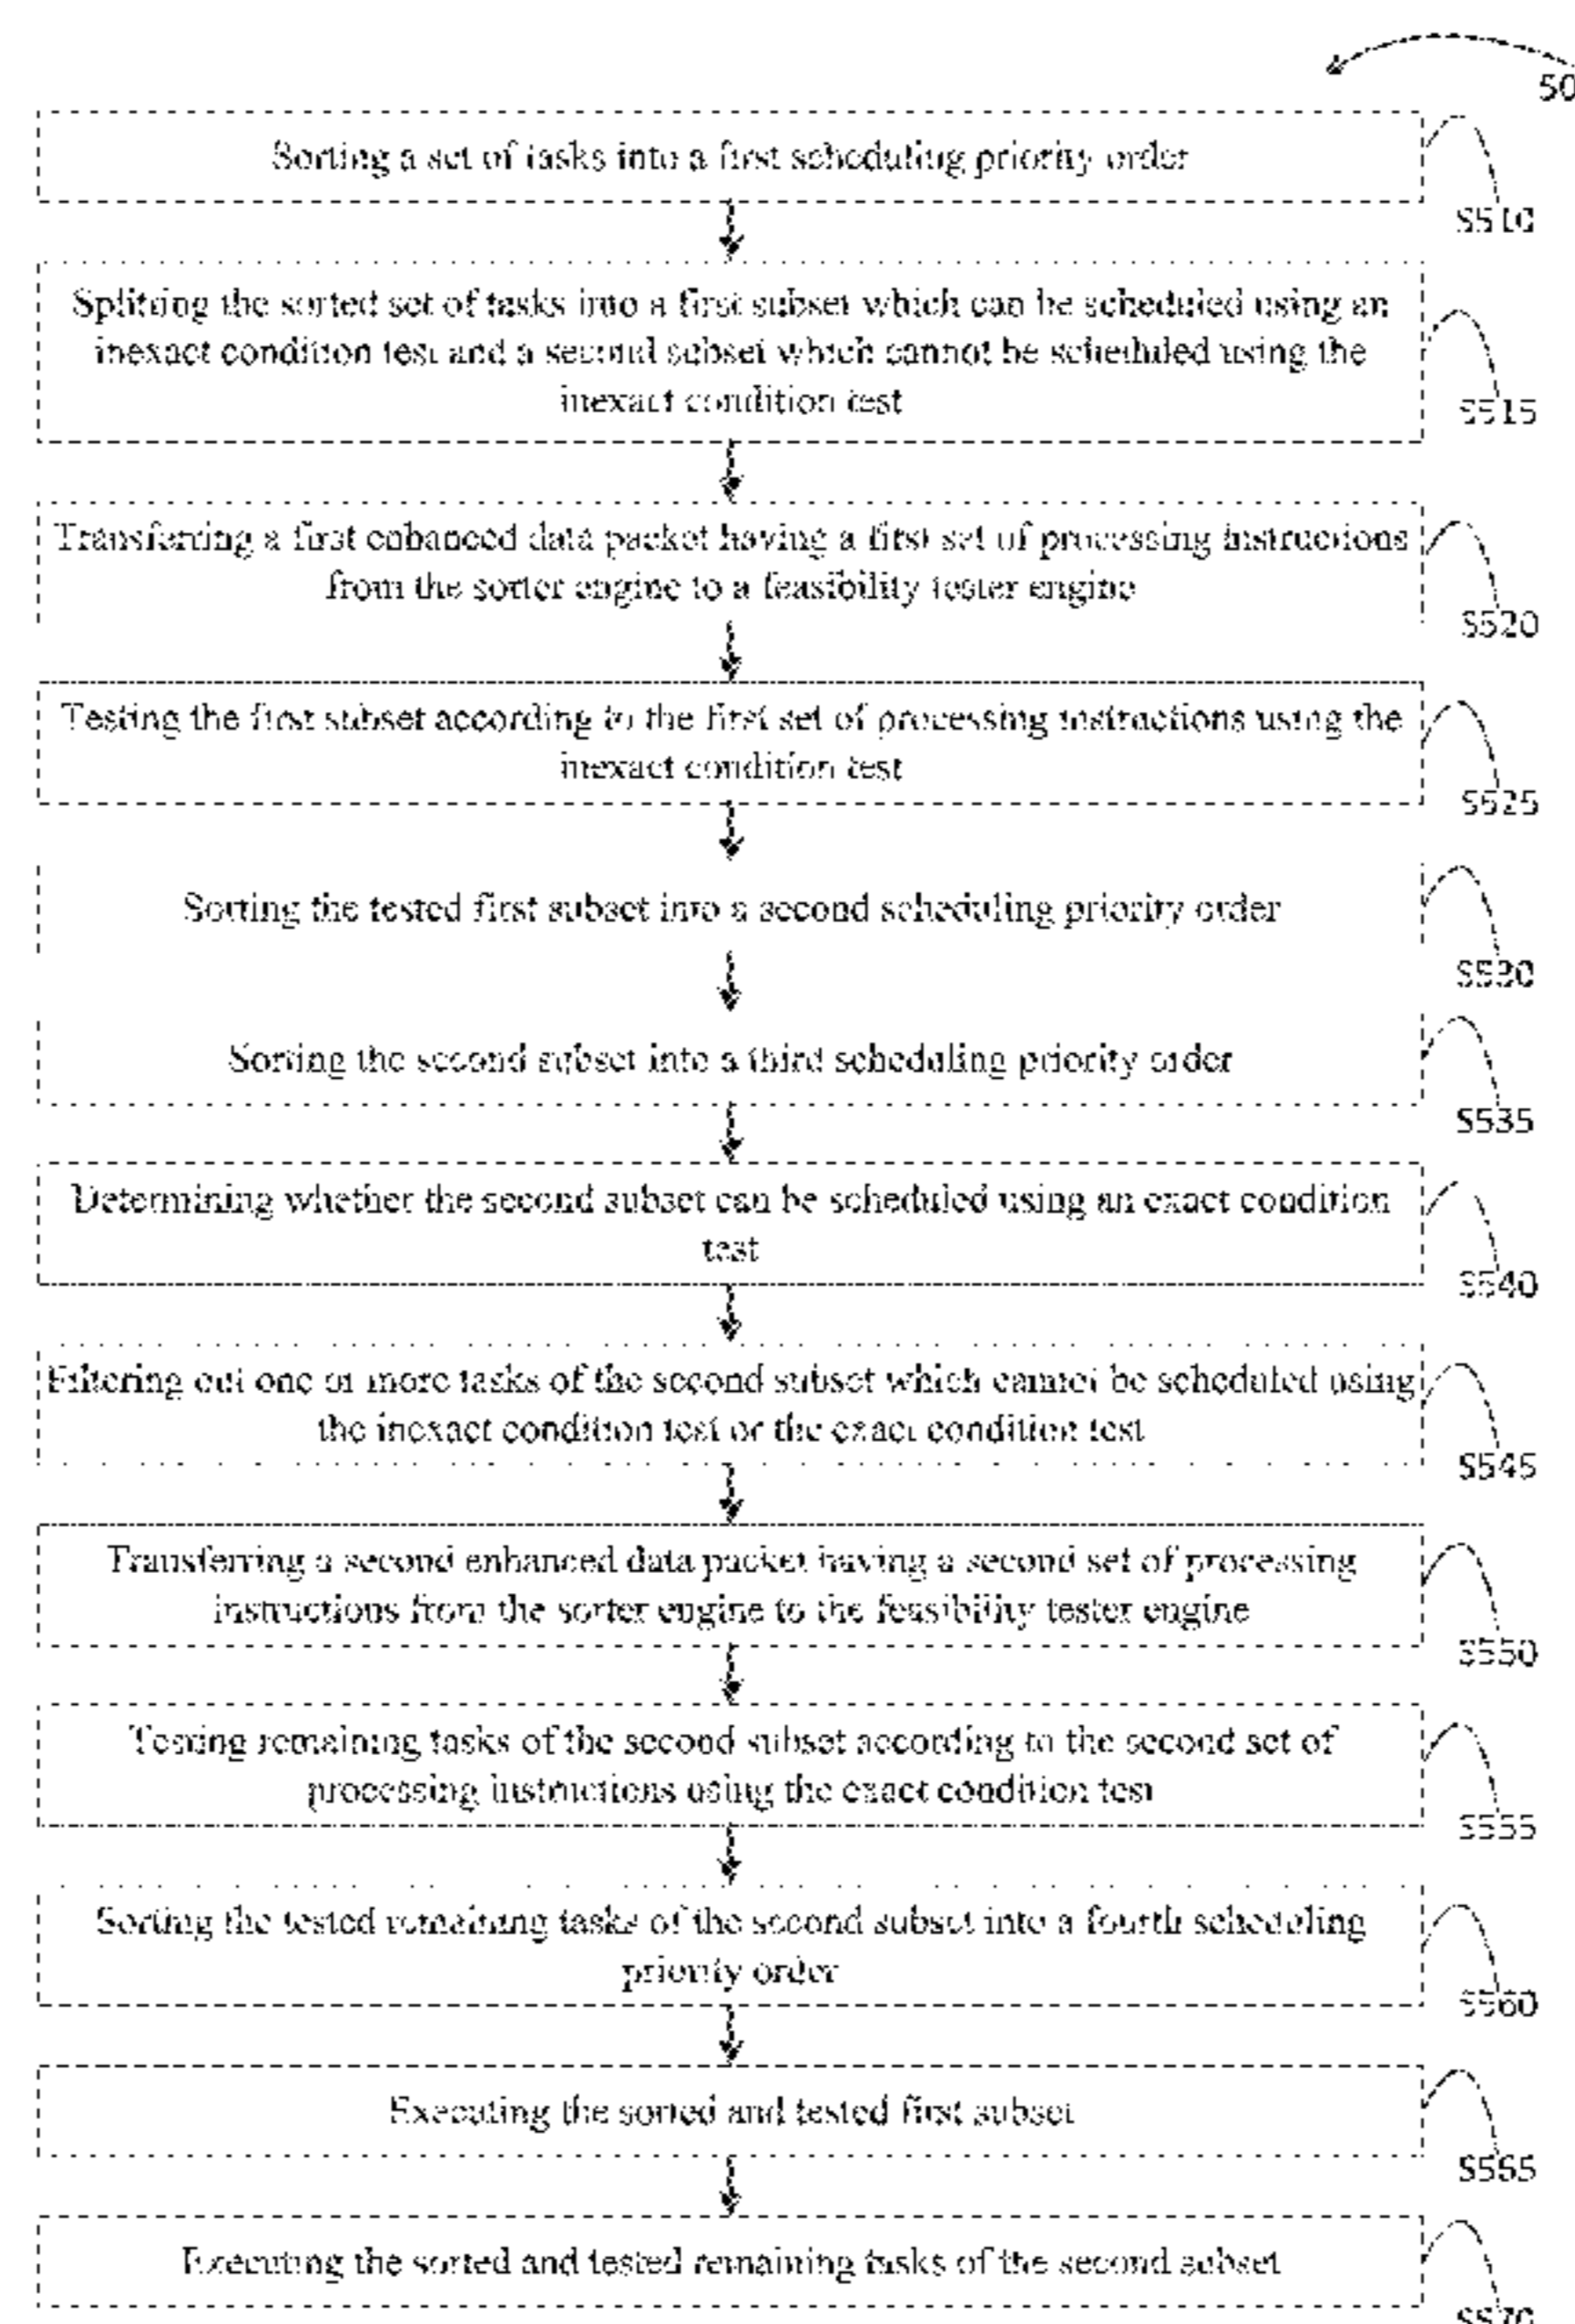 50
Sorting a set of tasks into a first scheduling priority order
S510
Splitting the sorted set of tasks into a first subset which can be scheduled using an
inexact condition test and a second subset which cannot be scheduled using the
inexact condition test
S515
Transferring a first enhanced data packet having a first set of processing instructions
from the sorter engine to a feasibility tester engine
S520
Testing the first subset according to the first set of processing instructions using the
inexact condition test
S525
Sorting the tested first subset into a second scheduling priority order
S530
Sorting the second subset into a third scheduling priority order
S535
Determining whether the second subset can be scheduled using an exact condition
test
S540
Filtering out one or more tasks of the second subset which cannot be scheduled using
the inexact condition test or the exact condition test
S545
Transferring a second enhanced data packet having a second set of processing
instructions from the sorter engine to the feasibility tester engine
S550
Testing remaining tasks of the second subset according to the second set of
processing instructions using the exact condition test
S555
Sorting the tested remaining tasks of the second subset into a fourth scheduling
priority order
S560
Executing the sorted and tested first subset
S565
Executing the sorted and tested remaining tasks of the second subset
S570